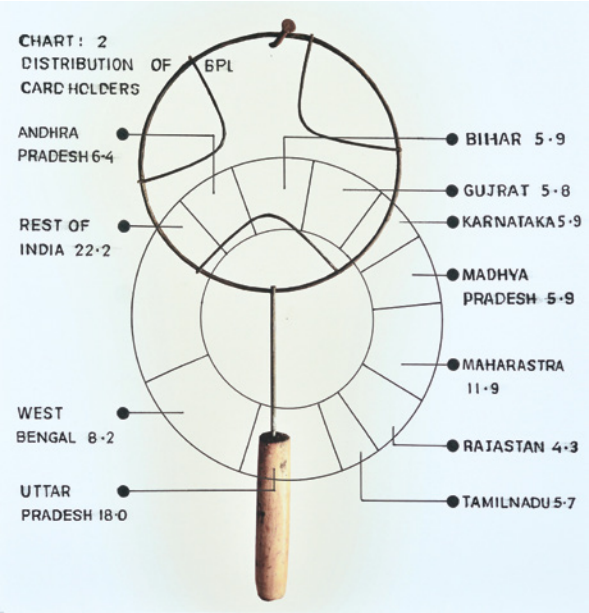 CHART: 2
DISTRIBUTION OF BPL
CARD HOLDERS
ANDHRA
PRADESH 6·4
BIHAR 5·9
GUJRAT 5·8
REST OF
INDIA 22·2
KARNATAKA 5·9
MADHYA
PRADESH 5·9
MAHARASTRA
11·9
WEST
BENGAL 8·2
RAJASTAN 4·3
UTTAR
PRADESH 18·0
TAMILNADU 5·7